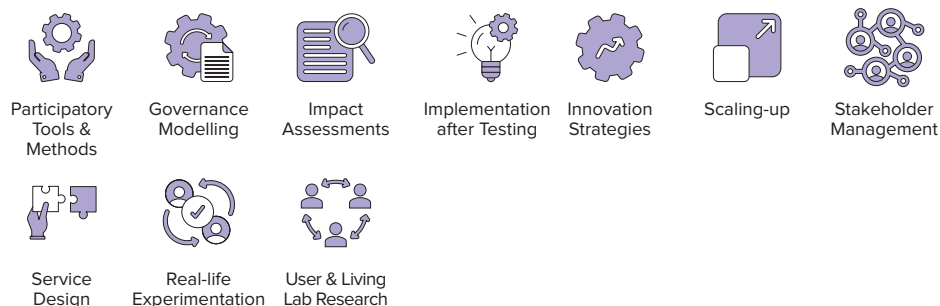 Participatory
Tools &
Methods
Governance
Modelling
Impact
Assessments
Implementation
after Testing
Innovation
Strategies
Scaling-up
Stakeholder
Management
Service
Design
Real-life
Experimentation
User & Living
Lab Research